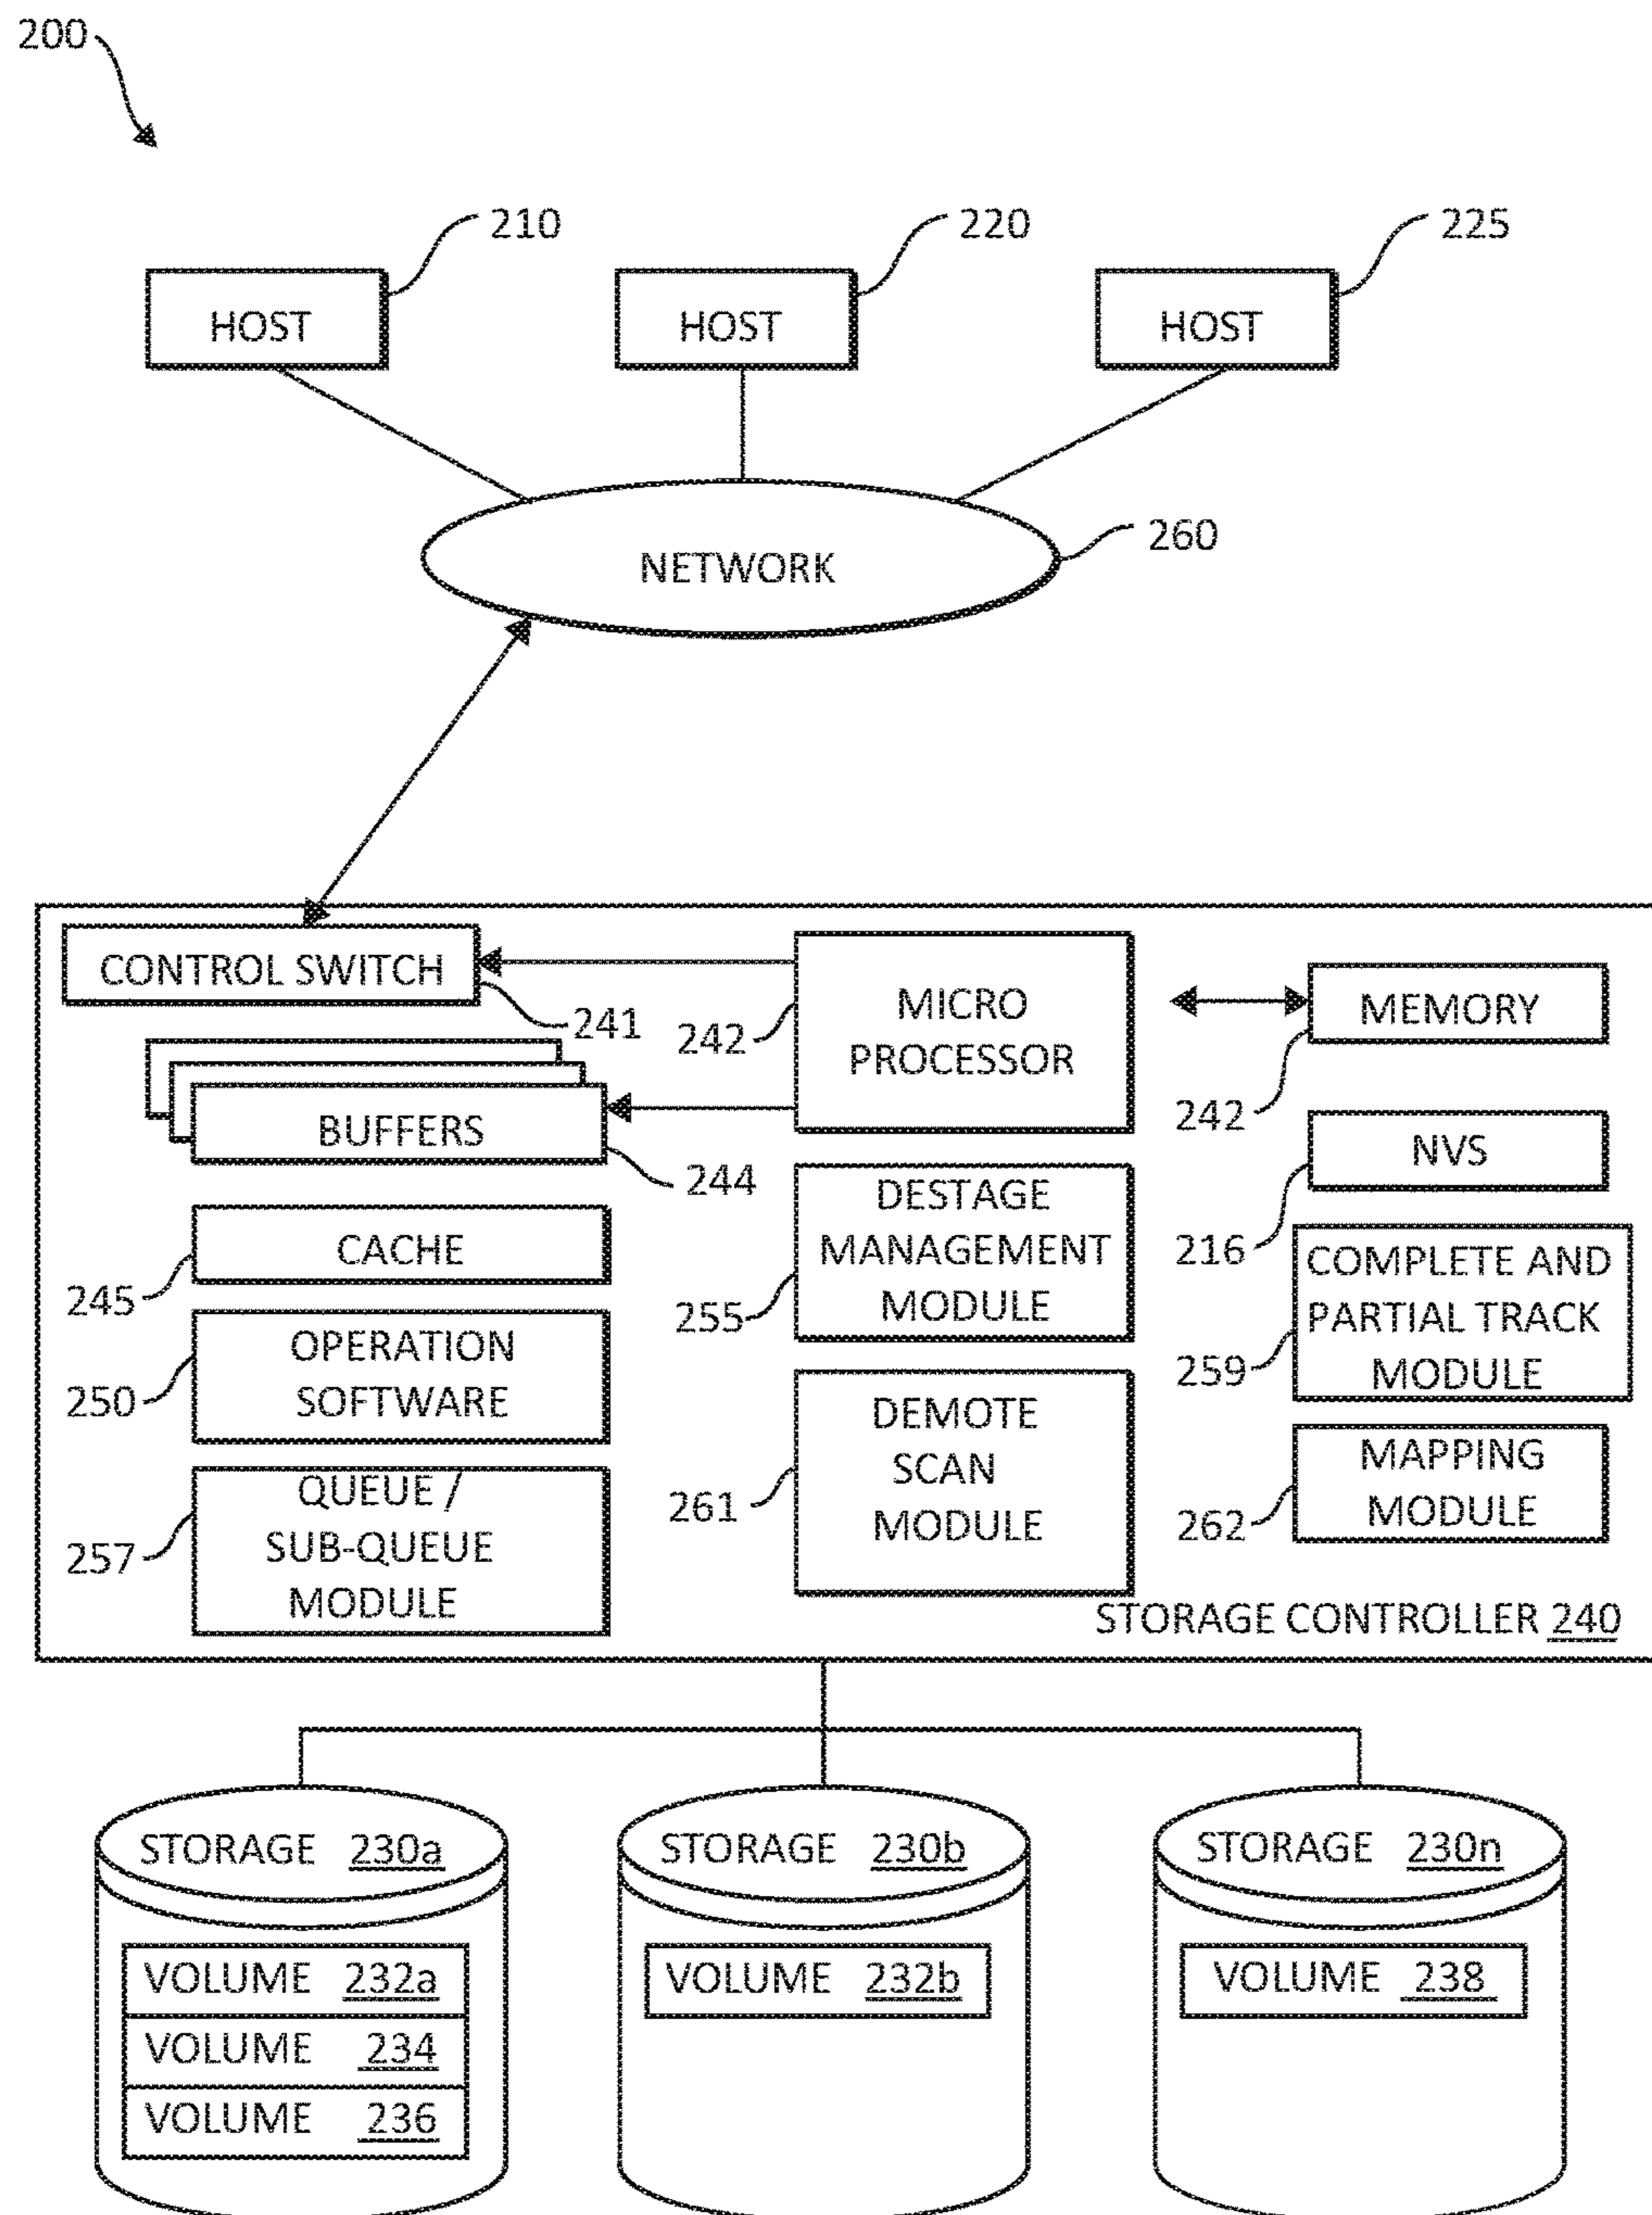 200
210
220
225
HOST
HOST
HOST
260
NETWORK
CONTROL SWITCH
241
242
MICRO
PROCESSOR
MEMORY
242
BUFFERS
244
NVS
216
CACHE
245
DESTAGE
MANAGEMENT
MODULE
255
COMPLETE AND
PARTIAL TRACK
MODULE
259
OPERATION
SOFTWARE
250
DEMOTE
SCAN
MODULE
261
MAPPING
MODULE
262
QUEUE /
SUB-QUEUE
MODULE
257
STORAGE CONTROLLER 240
STORAGE 230a
STORAGE 230b
STORAGE 230n
VOLUME 232a
VOLUME 234
VOLUME 236
VOLUME 232b
VOLUME 238